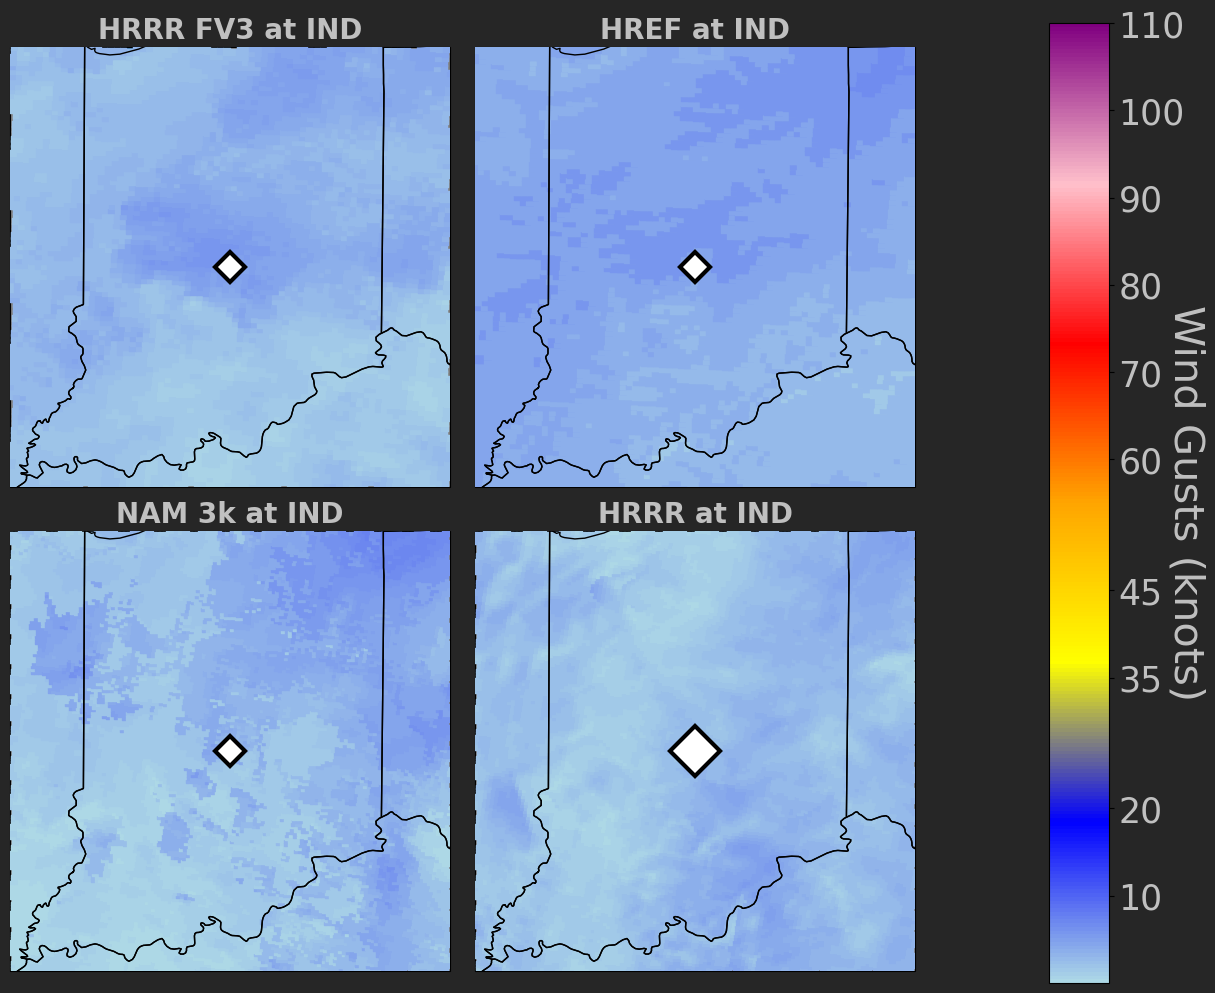 HRRR FV3 at IND
HREF at IND
NAM 3k at IND
HRRR at IND
110
100
90
80
70
60
45
35
20
10
Wind Gusts (knots)